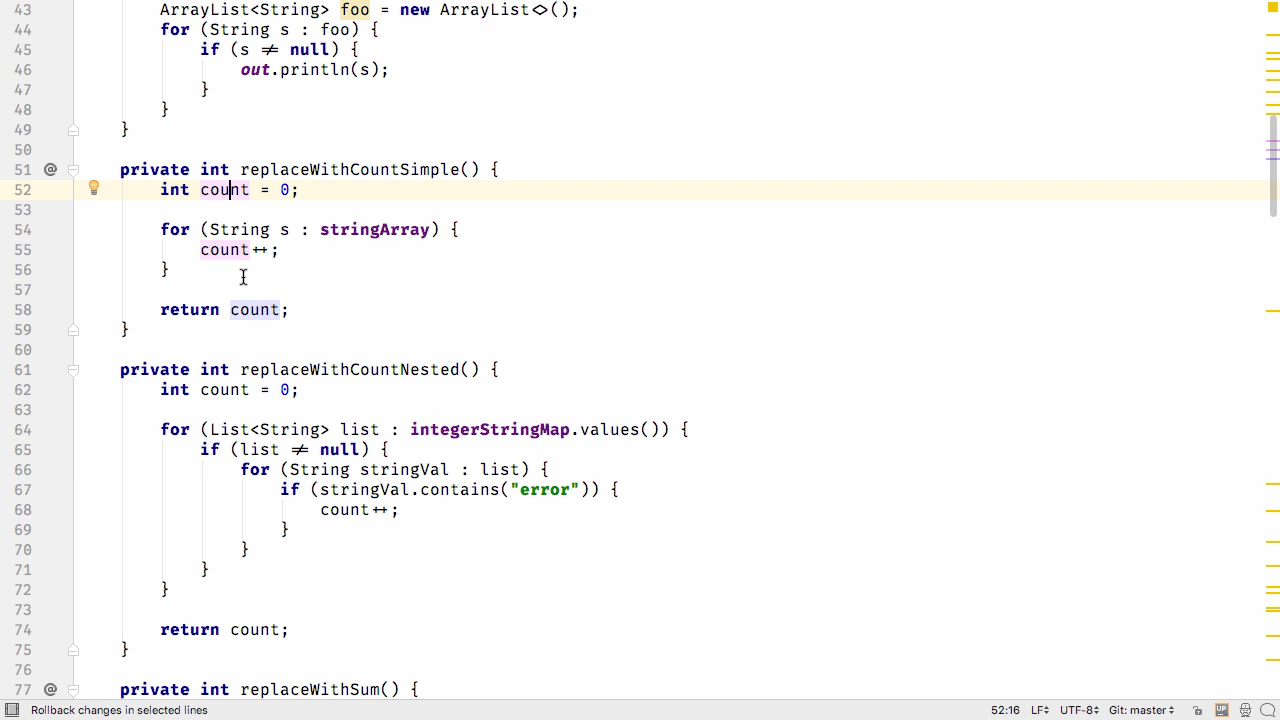 43 ArrayList<String> foo = new ArrayList<>();
44 for (String s : foo) {
45 if (s ≠ null) {
46 out.println(s);
47 }
48 }
49 }
50
51 @ private int replaceWithCountSimple() {
52 int count = 0;
53
54 for (String s : stringArray) {
55 count++;
56 }
57
58 return count;
59 }
60
61 private int replaceWithCountNested() {
62 int count = 0;
63
64 for (List<String> list : integerStringMap.values()) {
65 if (list ≠ null) {
66 for (String stringVal : list) {
67 if (stringVal.contains("error")) {
68 count++;
69 }
70 }
71 }
72 }
73
74 return count;
75 }
76
77 @ private int replaceWithSum() {
Rollback changes in selected lines 52:16 LF UTF-8 Git: master UP